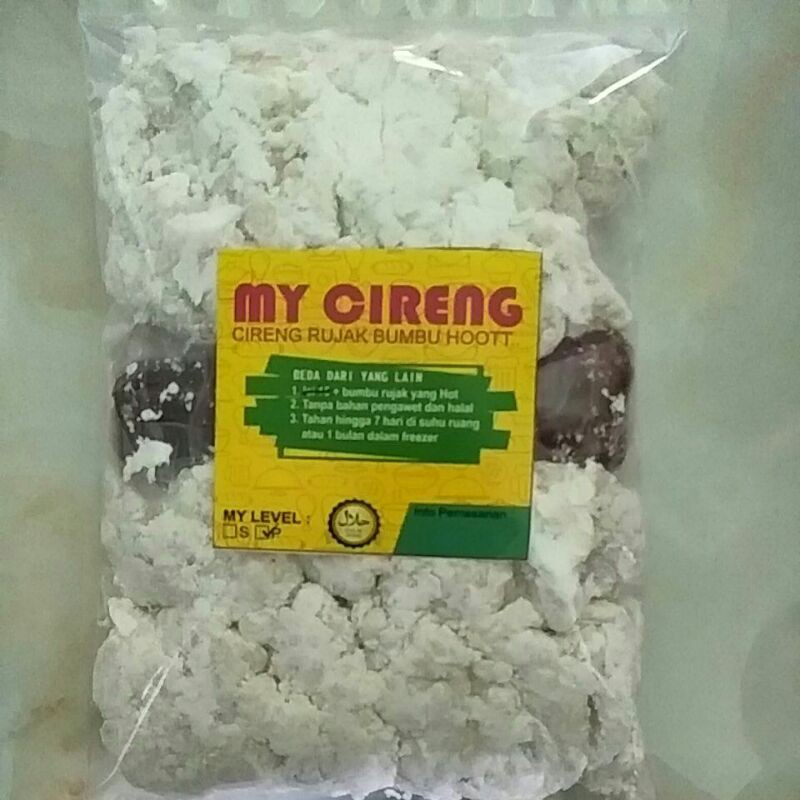 MY CIRENG
CIRENG RUJAK BUMBU HOOTT
BEDA DARI YANG LAIN
1. + bumbu rujak yang Hot
2. Tanpa bahan pengawet dan halal
3. Tahan hingga 7 hari di suhu ruang
atau 1 bulan dalam freezer
MY LEVEL :
S P
حلال
Info Pemesanan